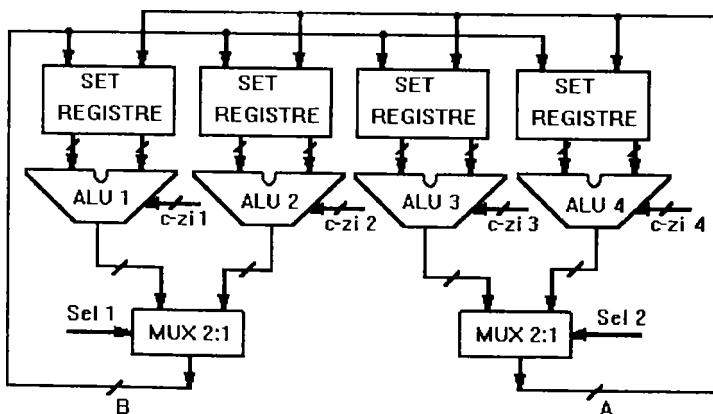 SET REGISTRE
SET REGISTRE
SET REGISTRE
SET REGISTRE
ALU 1
c-zi 1
ALU 2
c-zi 2
ALU 3
c-zi 3
ALU 4
c-zi 4
Sel 1
MUX 2:1
MUX 2:1
Sel 2
B
A